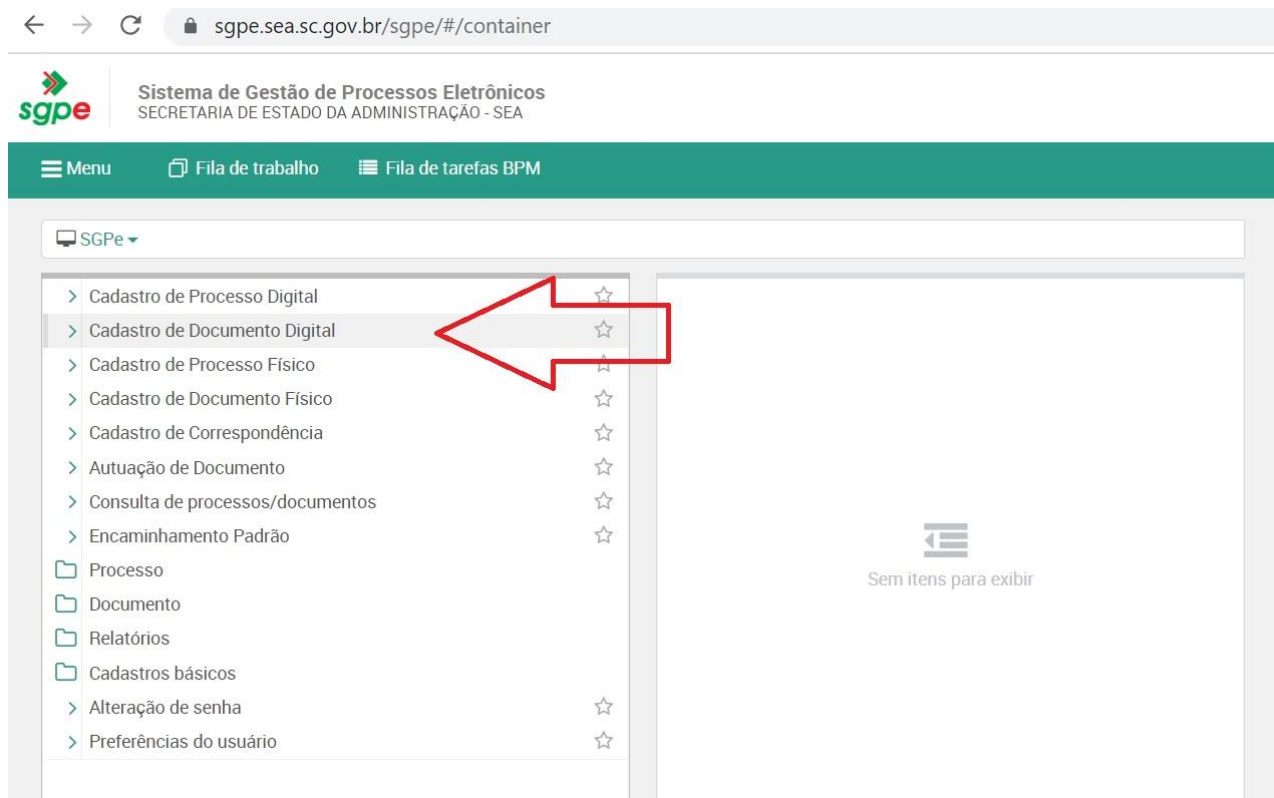 sgpe.sea.sc.gov.br/sgpe/#/container
sgpe
Sistema de Gestão de Processos Eletrônicos
SECRETARIA DE ESTADO DA ADMINISTRAÇÃO - SEA
Menu Fila de trabalho Fila de tarefas BPM
SGPe
Cadastro de Processo Digital
Cadastro de Documento Digital
Cadastro de Processo Físico
Cadastro de Documento Físico
Cadastro de Correspondência
Autuação de Documento
Consulta de processos/documentos
Encaminhamento Padrão
Processo
Documento
Relatórios
Cadastros básicos
Alteração de senha
Preferências do usuário
Sem itens para exibir